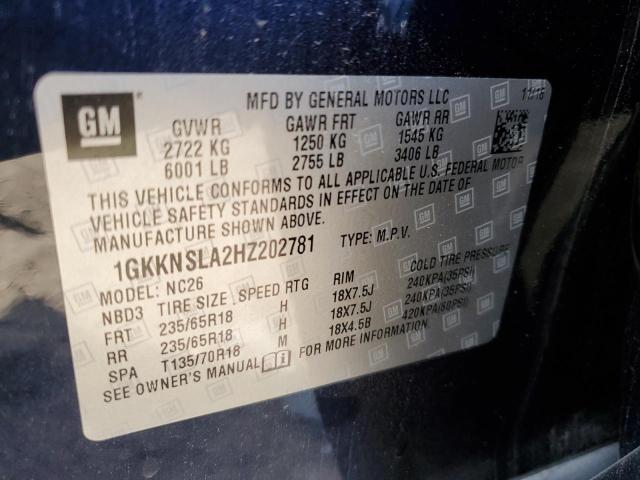 GM
MFD BY GENERAL MOTORS LLC 11/16
GVWR GAWR FRT GAWR RR
2722 KG 1250 KG 1545 KG
6001 LB 2755 LB 3406 LB
THIS VEHICLE CONFORMS TO ALL APPLICABLE U.S. FEDERAL MOTOR
VEHICLE SAFETY STANDARDS IN EFFECT ON THE DATE OF
MANUFACTURE SHOWN ABOVE.
1GKKNSLA2HZ202781 TYPE: M.P.V.
MODEL: NC26
NBD3 TIRE SIZE SPEED RTG RIM COLD TIRE PRESSURE
FRT 235/65R18 H 18X7.5J 240KPA(35PSI)
RR 235/65R18 H 18X7.5J 240KPA(35PSI)
SPA T135/70R18 M 18X4.5B 420KPA(60PSI)
SEE OWNER'S MANUAL FOR MORE INFORMATION.